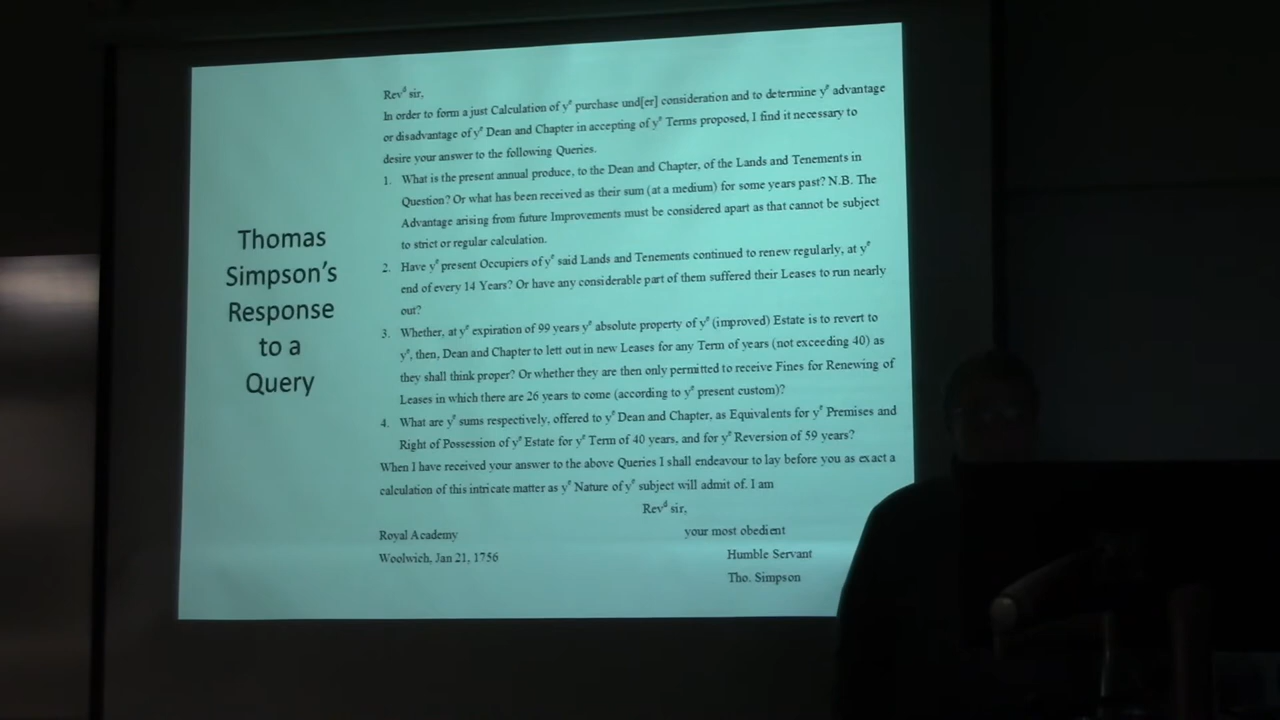 Thomas
Simpson's
Response
to a
Query
Revᵈ sir,
In order to form a just Calculation of yᵉ purchase und[er] consideration and to determine yᵉ advantage
or disadvantage of yᵉ Dean and Chapter in accepting of yᵉ Terms proposed, I find it necessary to
desire your answer to the following Queries.
1. What is the present annual produce, to the Dean and Chapter, of the Lands and Tenements in
Question? Or what has been received as their sum (at a medium) for some years past? N.B. The
Advantage arising from future Improvements must be considered apart as that cannot be subject
to strict or regular calculation.
2. Have yᵉ present Occupiers of yᵉ said Lands and Tenements continued to renew regularly, at yᵉ
end of every 14 Years? Or have any considerable part of them suffered their Leases to run nearly
out?
3. Whether, at yᵉ expiration of 99 years yᵉ absolute property of yᵉ (improved) Estate is to revert to
yᵉ, then, Dean and Chapter to lett out in new Leases for any Term of years (not exceeding 40) as
they shall think proper? Or whether they are then only permitted to receive Fines for Renewing of
Leases in which there are 26 years to come (according to yᵉ present custom)?
4. What are yᵉ sums respectively, offered to yᵉ Dean and Chapter, as Equivalents for yᵉ Premises and
Right of Possession of yᵉ Estate for yᵉ Term of 40 years, and for yᵉ Reversion of 59 years?
When I have received your answer to the above Queries I shall endeavour to lay before you as exact a
calculation of this intricate matter as yᵉ Nature of yᵉ subject will admit of. I am
Revᵈ sir,
Royal Academy your most obedient
Woolwich, Jan 21, 1756 Humble Servant
Tho. Simpson